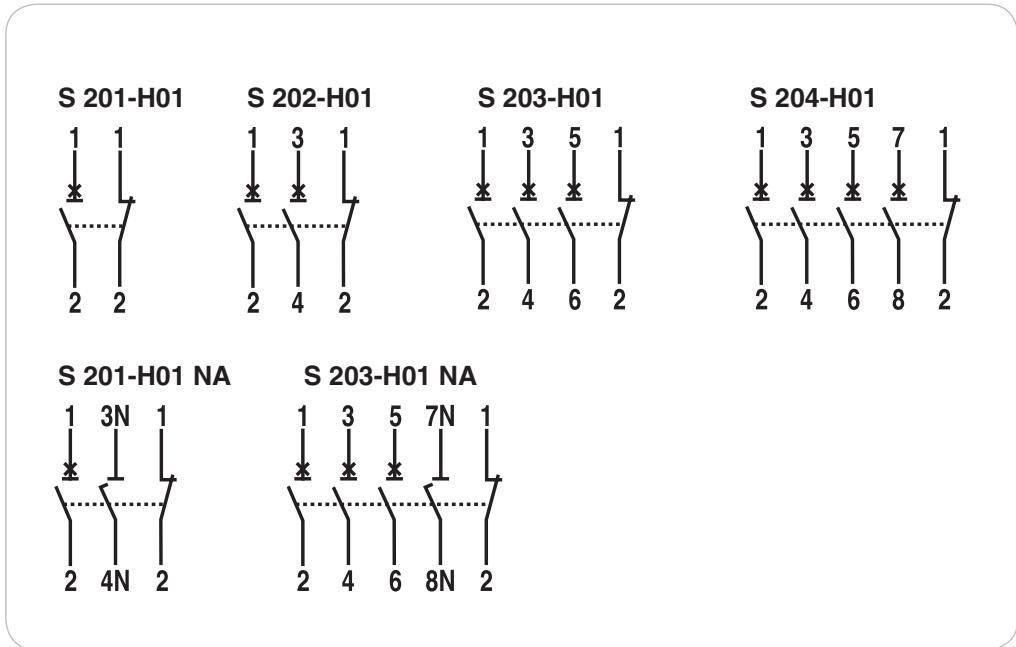 S 201-H01 S 202-H01 S 203-H01 S 204-H01
1 1 1 3 1 1 3 5 1 1 3 5 7 1
2 2 2 4 2 2 4 6 2 2 4 6 8 2
S 201-H01 NA S 203-H01 NA
1 3N 1 1 3 5 7N 1
2 4N 2 2 4 6 8N 2